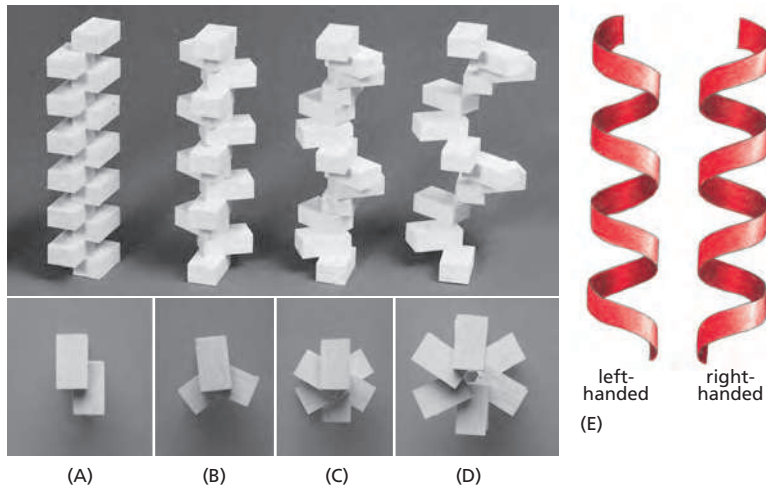 left-
handed
right-
handed
(E)
(A)
(B)
(C)
(D)